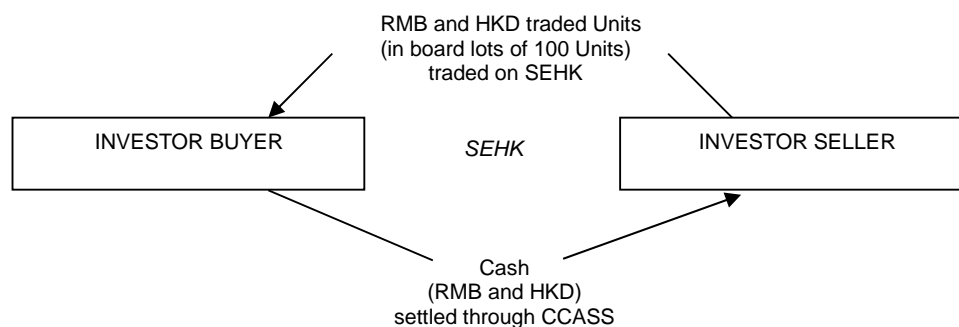 RMB and HKD traded Units
(in board lots of 100 Units)
traded on SEHK
INVESTOR BUYER
SEHK
INVESTOR SELLER
Cash
(RMB and HKD)
settled through CCASS